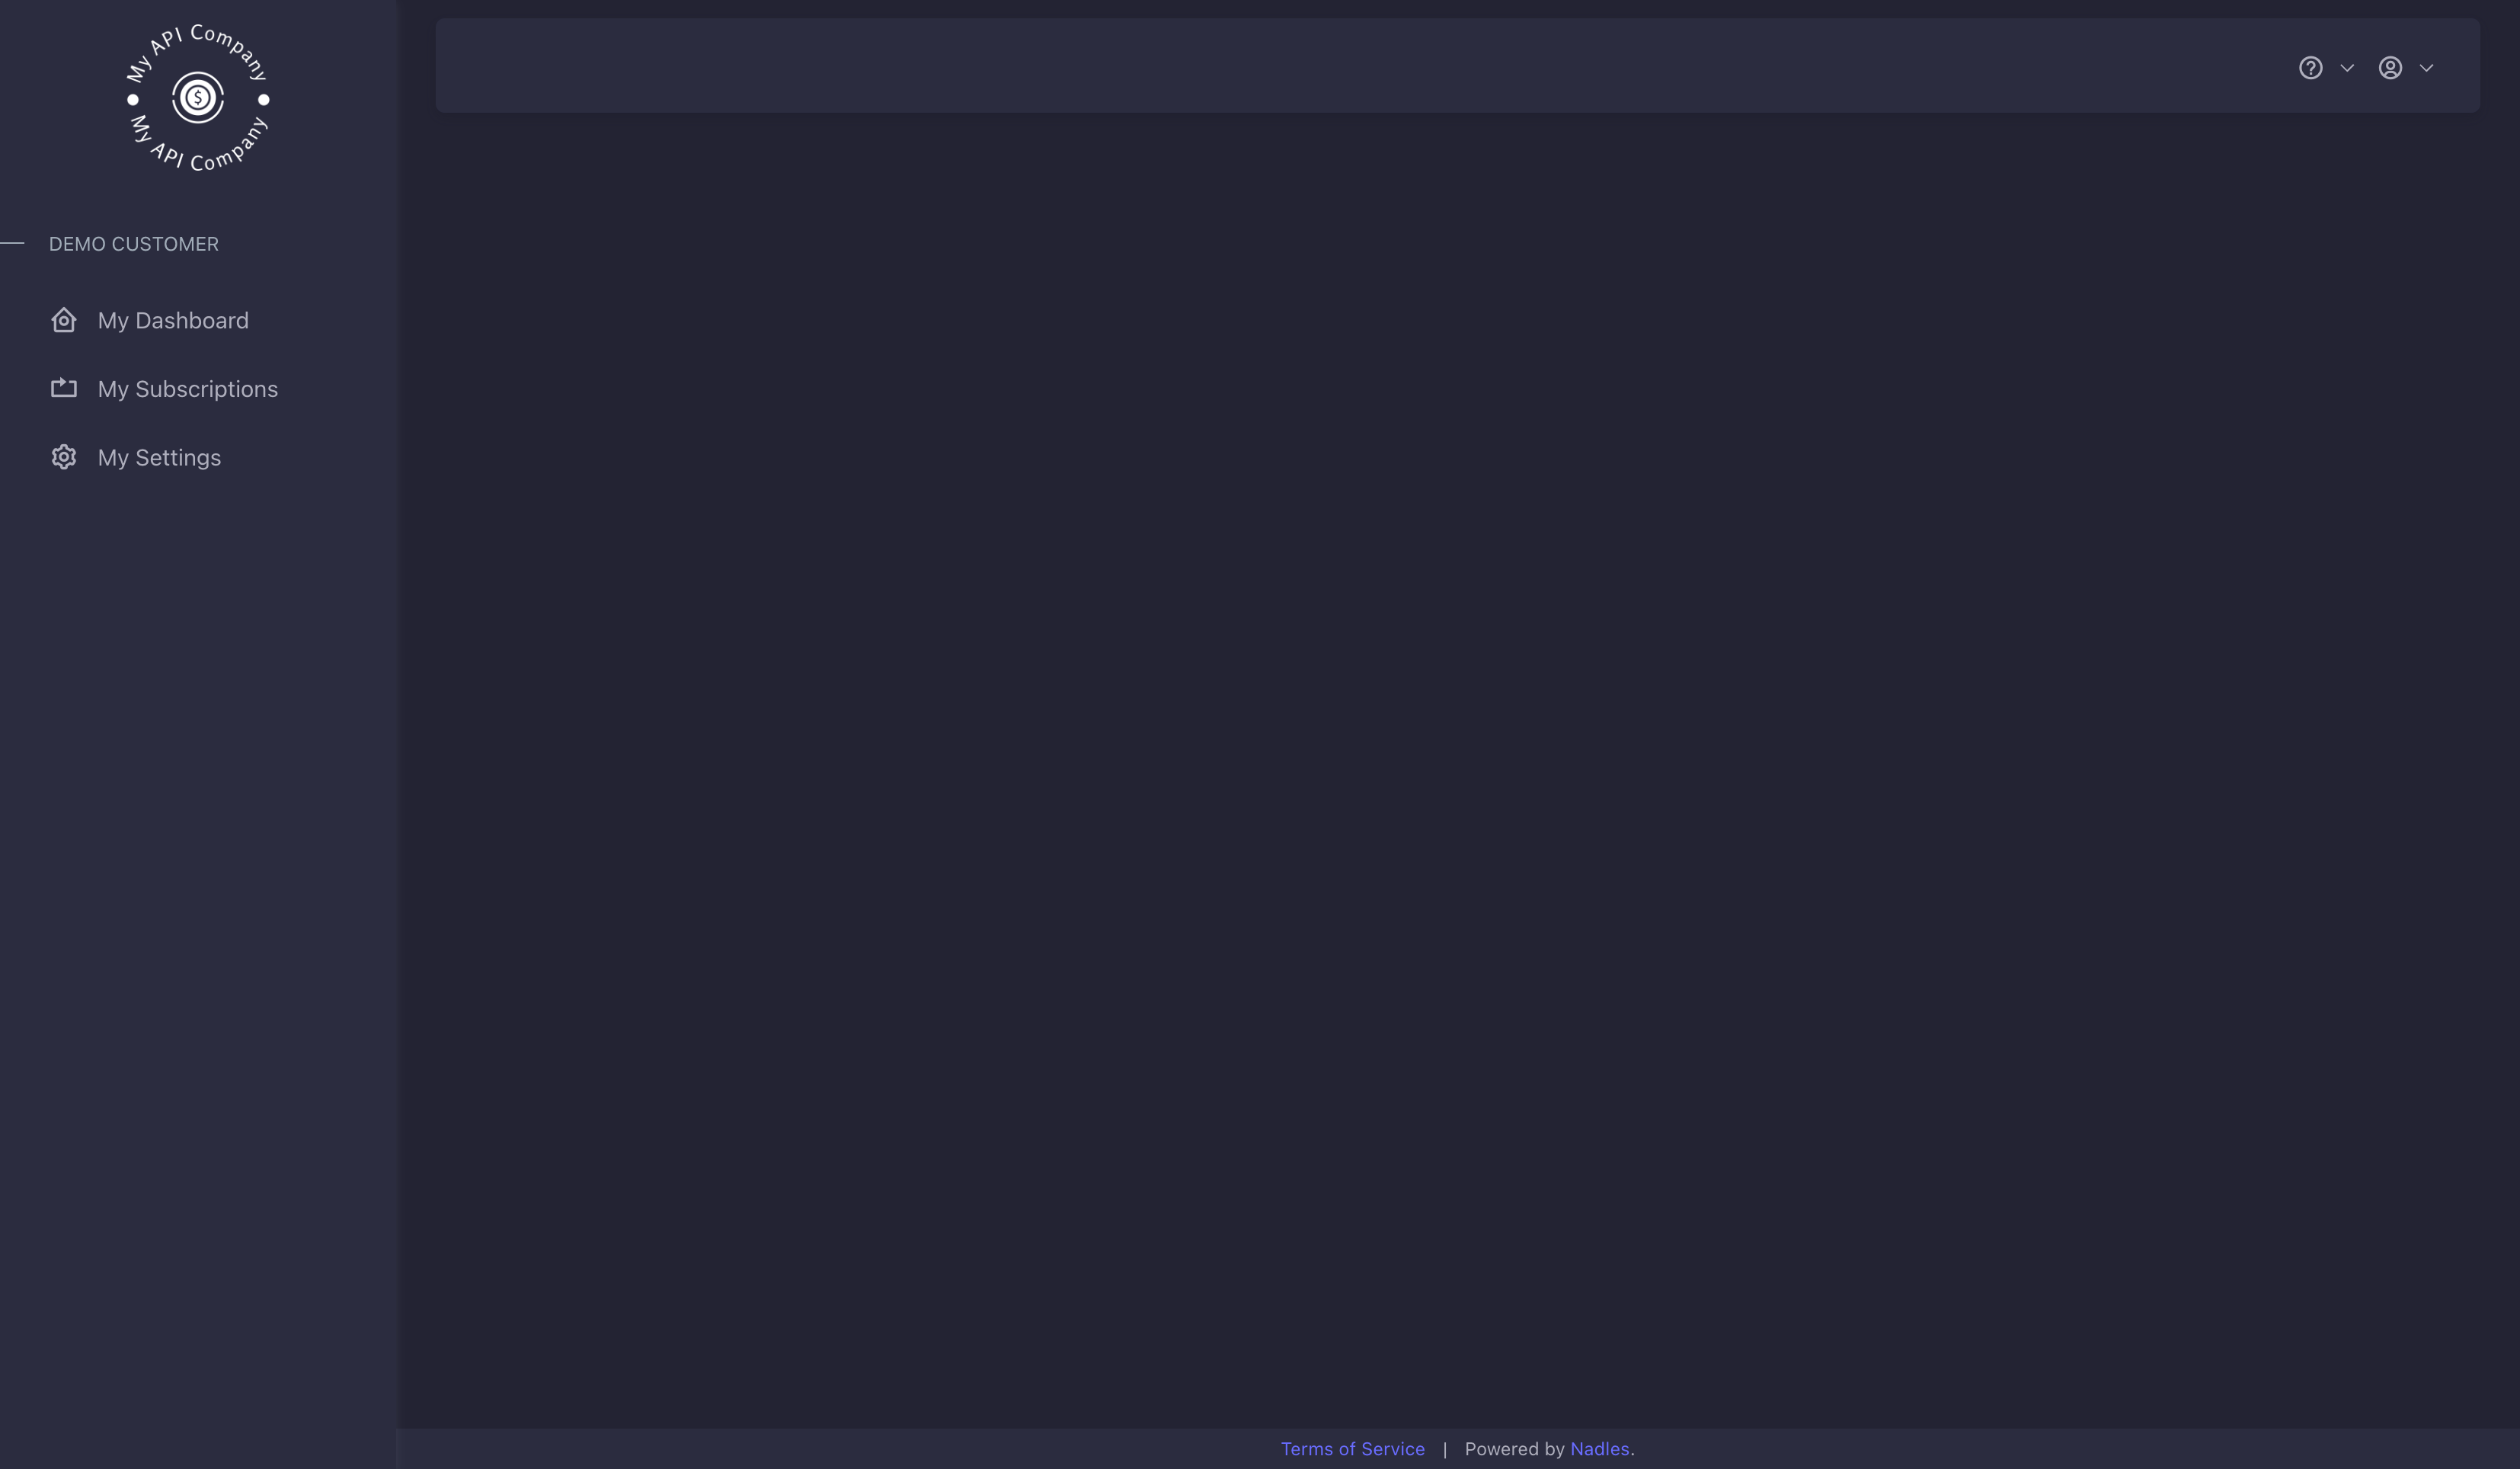 My API Company
$
My API Company
DEMO CUSTOMER
My Dashboard
My Subscriptions
My Settings
Terms of Service | Powered by Nadles.